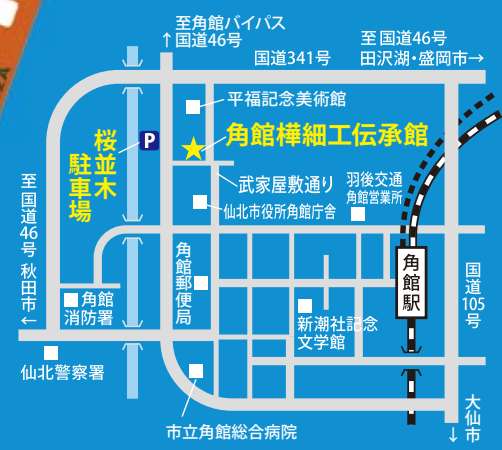 至角館バイパス
↑国道46号
国道341号
至国道46号
田沢湖・盛岡市→
平福記念美術館
P
角館樺細工伝承館
桜並木
駐車場
武家屋敷通り
羽後交通
角館営業所
仙北市役所角館庁舎
至国道46号 秋田市←
角館郵便局
角館駅
国道105号
角館
消防署
新潮社記念
文学館
仙北警察署
市立角館総合病院
大仙市↓